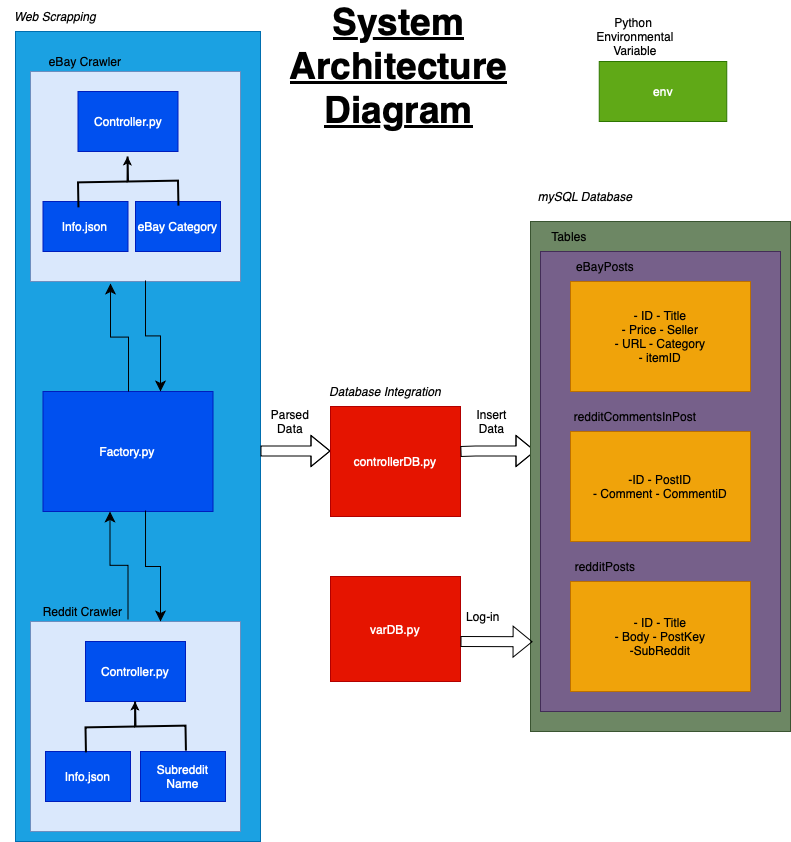 Web Scrapping
System
Architecture
Diagram
Python
Environmental
Variable
env
eBay Crawler
Controller.py
Info.json
eBay Category
Factory.py
Reddit Crawler
Controller.py
Info.json
Subreddit
Name
Parsed
Data
Database Integration
controllerDB.py
Insert
Data
varDB.py
Log-in
mySQL Database
Tables
eBayPosts
- ID - Title
- Price - Seller
- URL - Category
- itemID
redditCommentsInPost
-ID - PostID
- Comment - CommentiD
redditPosts
- ID - Title
- Body - PostKey
-SubReddit